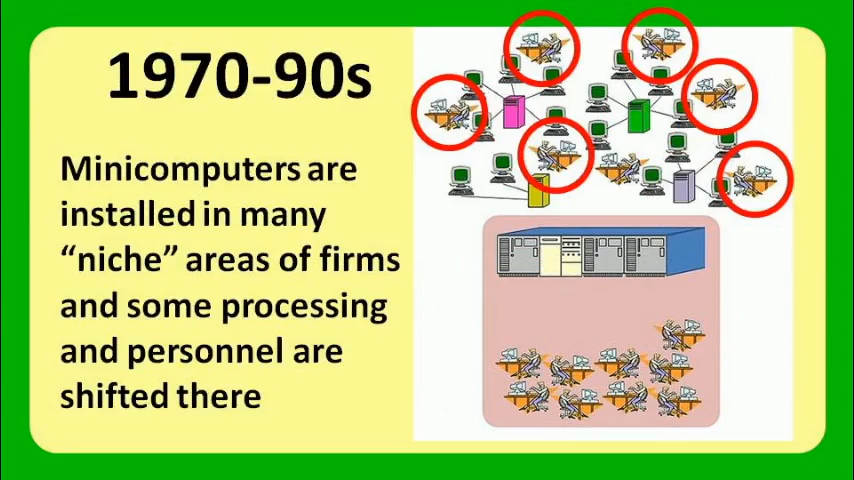 1970-90s
Minicomputers are
installed in many
“niche” areas of firms
and some processing
and personnel are
shifted there